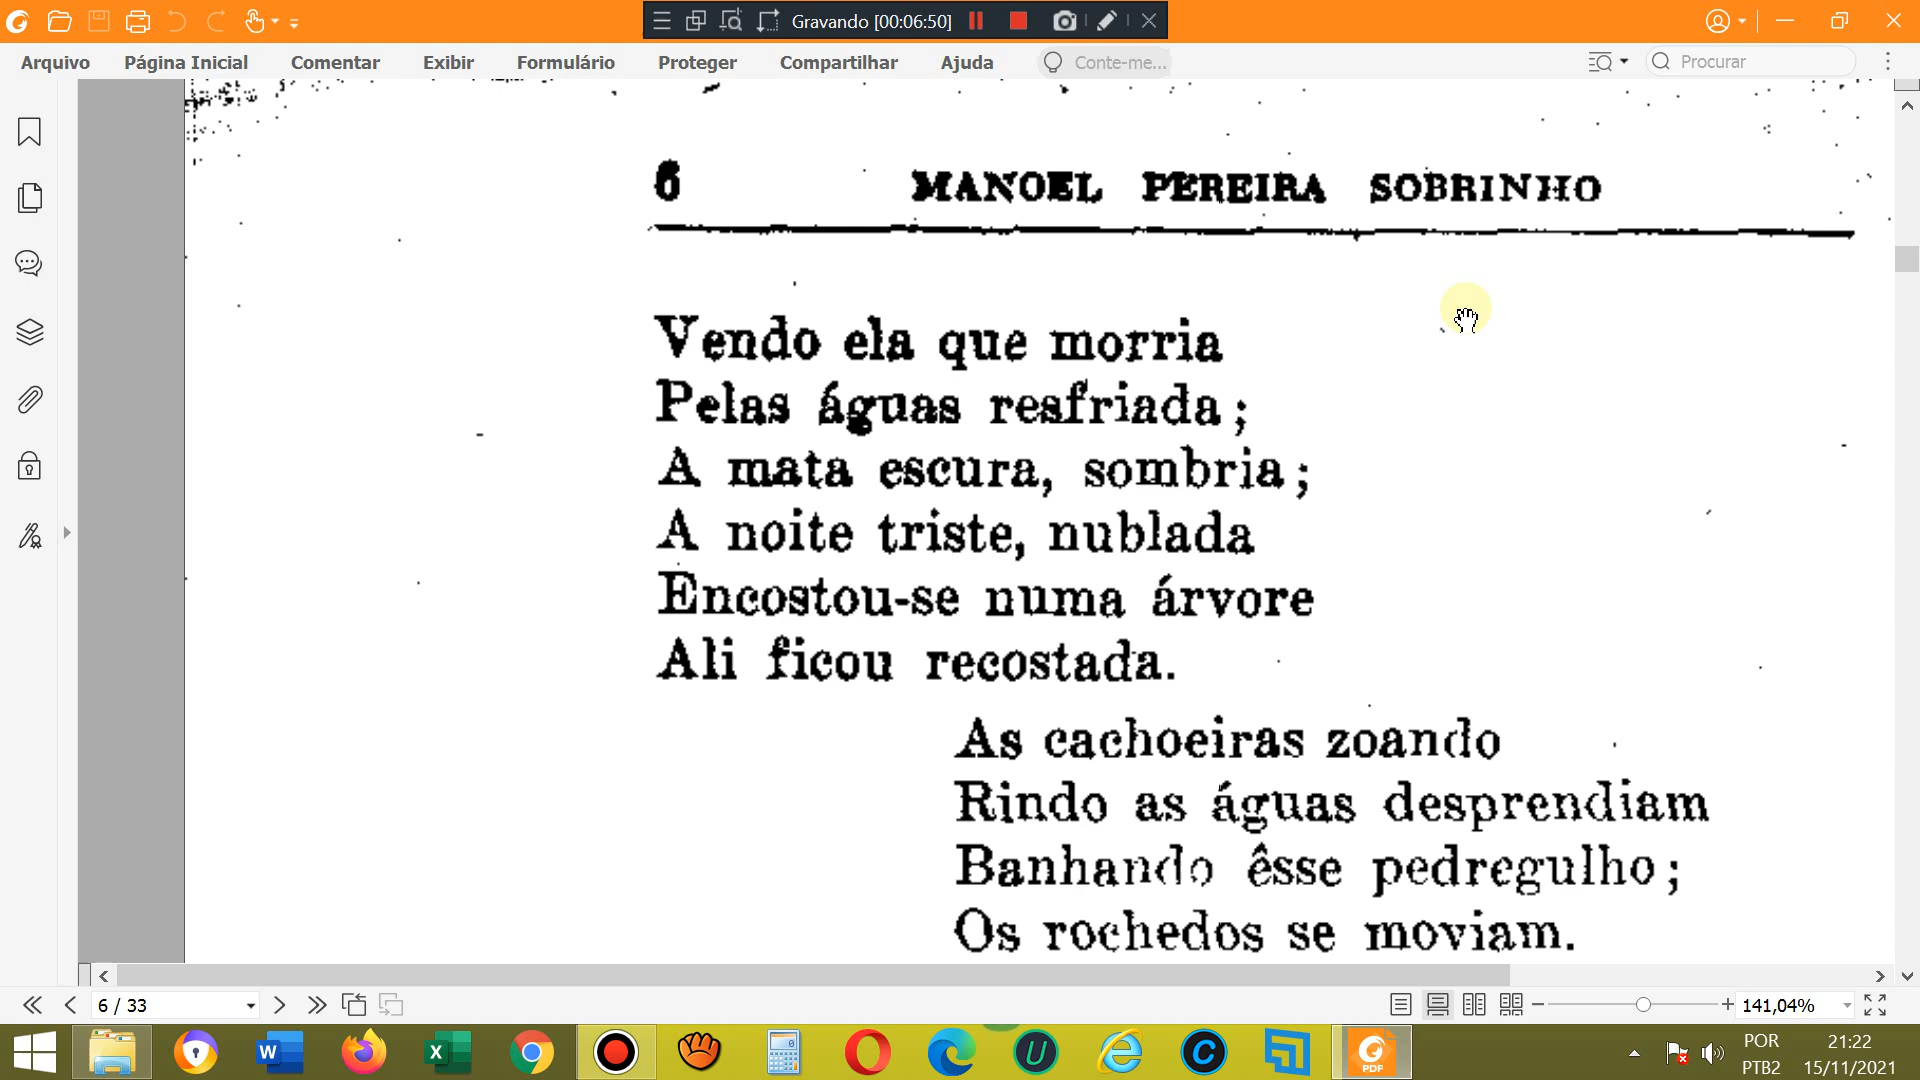 Gravando [00:06:50]
Arquivo Página Inicial Comentar Exibir Formulário Proteger Compartilhar Ajuda Conte-me... Procurar
6 MANOEL PEREIRA SOBRINHO
Vendo ela que morria
Pelas águas resfriada;
A mata escura, sombria;
A noite triste, nublada
Encostou-se numa árvore
Ali ficou recostada.
As cachoeiras zoando
Rindo as águas desprendiam
Banhando êsse pedregulho;
Os rochedos se moviam.
6 / 33 141,04%
POR 21:22
PTB2 15/11/2021